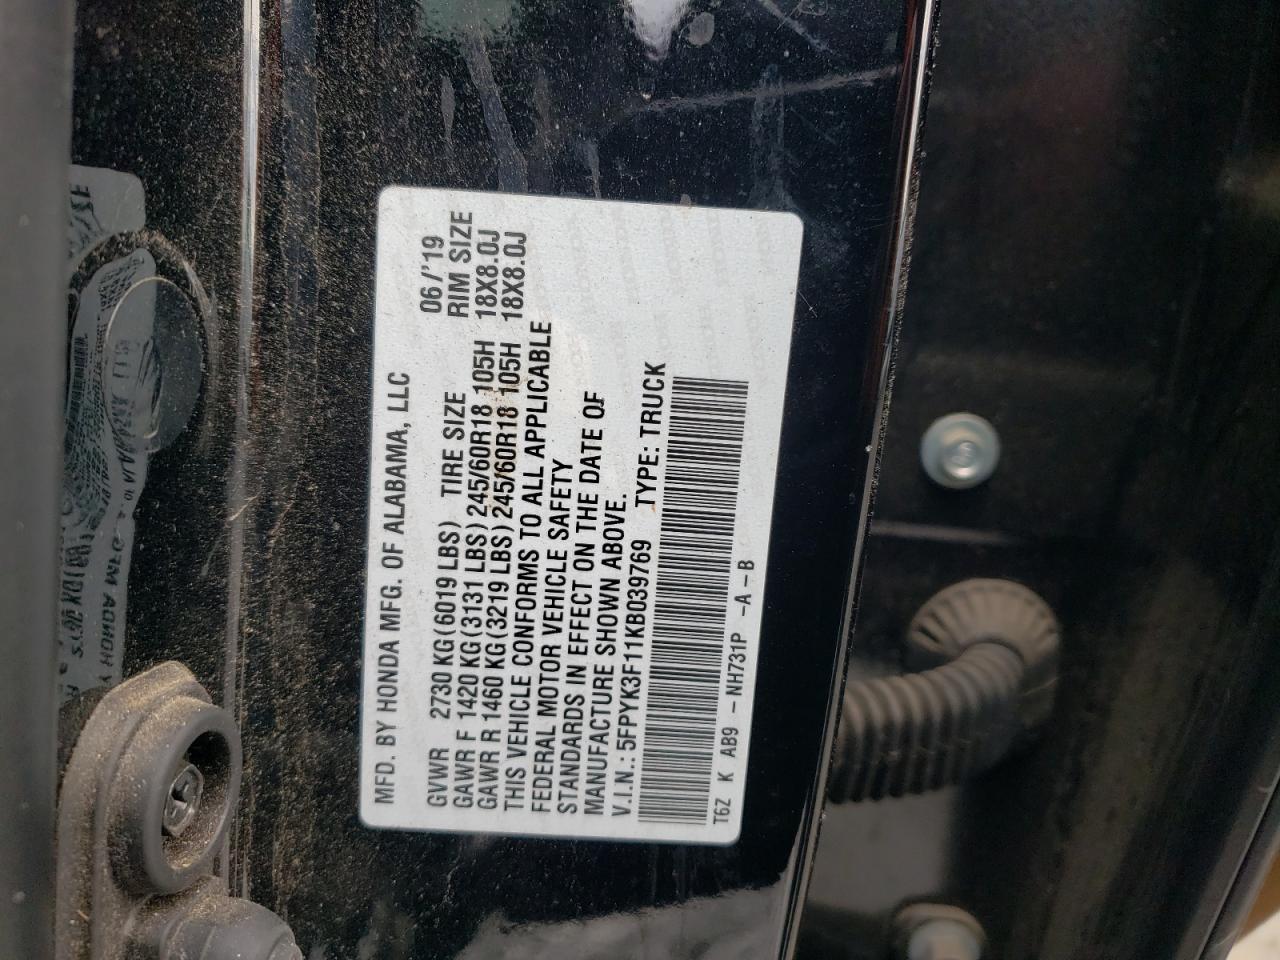 MFD. BY HONDA MFG. OF ALABAMA, LLC
06/'19
GVWR 2730 KG(6019 LBS) TIRE SIZE RIM SIZE
GAWR F 1420 KG(3131 LBS) 245/60R18 105H 18X8.0J
GAWR R 1460 KG(3219 LBS) 245/60R18 105H 18X8.0J
THIS VEHICLE CONFORMS TO ALL APPLICABLE
FEDERAL MOTOR VEHICLE SAFETY
STANDARDS IN EFFECT ON THE DATE OF
MANUFACTURE SHOWN ABOVE.
V.I.N.: 5FPYK3F11KB039769 TYPE: TRUCK
T6Z K AB9 - NH731P - A - B